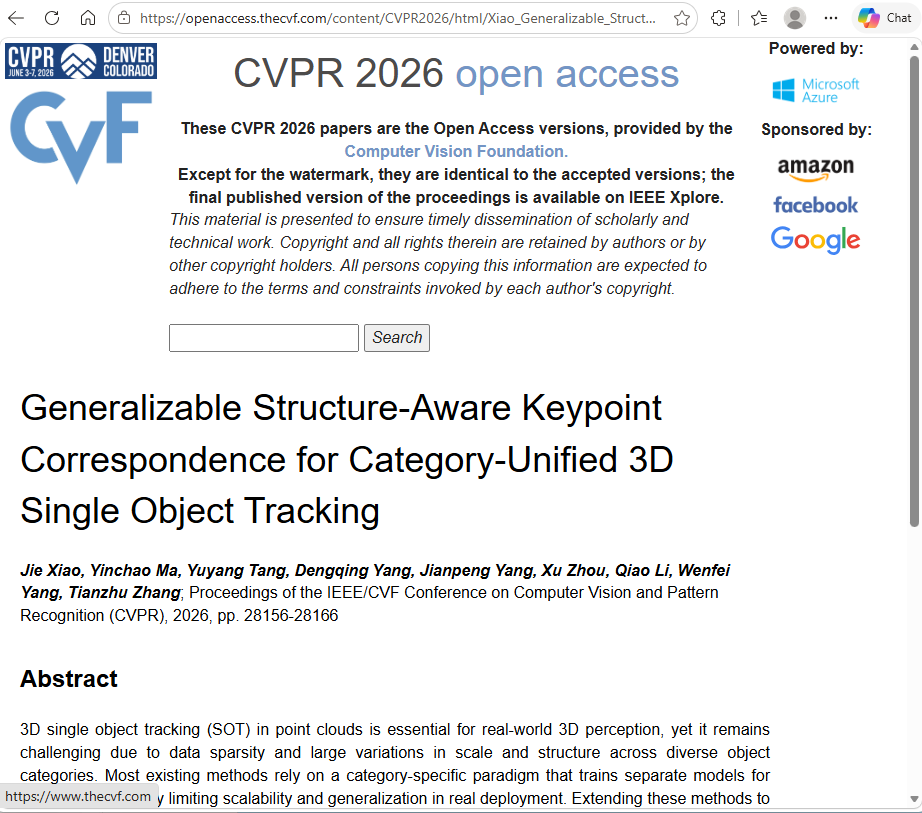 https://openaccess.thecvf.com/content/CVPR2026/html/Xiao_Generalizable_Struct...
Chat
CVPR
JUNE 3-7, 2026
DENVER
COLORADO
CVF
CVPR 2026 open access
These CVPR 2026 papers are the Open Access versions, provided by the
Computer Vision Foundation.
Except for the watermark, they are identical to the accepted versions; the
final published version of the proceedings is available on IEEE Xplore.
This material is presented to ensure timely dissemination of scholarly and
technical work. Copyright and all rights therein are retained by authors or by
other copyright holders. All persons copying this information are expected to
adhere to the terms and constraints invoked by each author's copyright.
Search
Powered by:
Microsoft
Azure
Sponsored by:
amazon
facebook
Google
Generalizable Structure-Aware Keypoint
Correspondence for Category-Unified 3D
Single Object Tracking
Jie Xiao, Yinchao Ma, Yuyang Tang, Dengqing Yang, Jianpeng Yang, Xu Zhou, Qiao Li, Wenfei
Yang, Tianzhu Zhang; Proceedings of the IEEE/CVF Conference on Computer Vision and Pattern
Recognition (CVPR), 2026, pp. 28156-28166
Abstract
3D single object tracking (SOT) in point clouds is essential for real-world 3D perception, yet it remains
challenging due to data sparsity and large variations in scale and structure across diverse object
categories. Most existing methods rely on a category-specific paradigm that trains separate models for
y limiting scalability and generalization in real deployment. Extending these methods to
https://www.thecvf.com